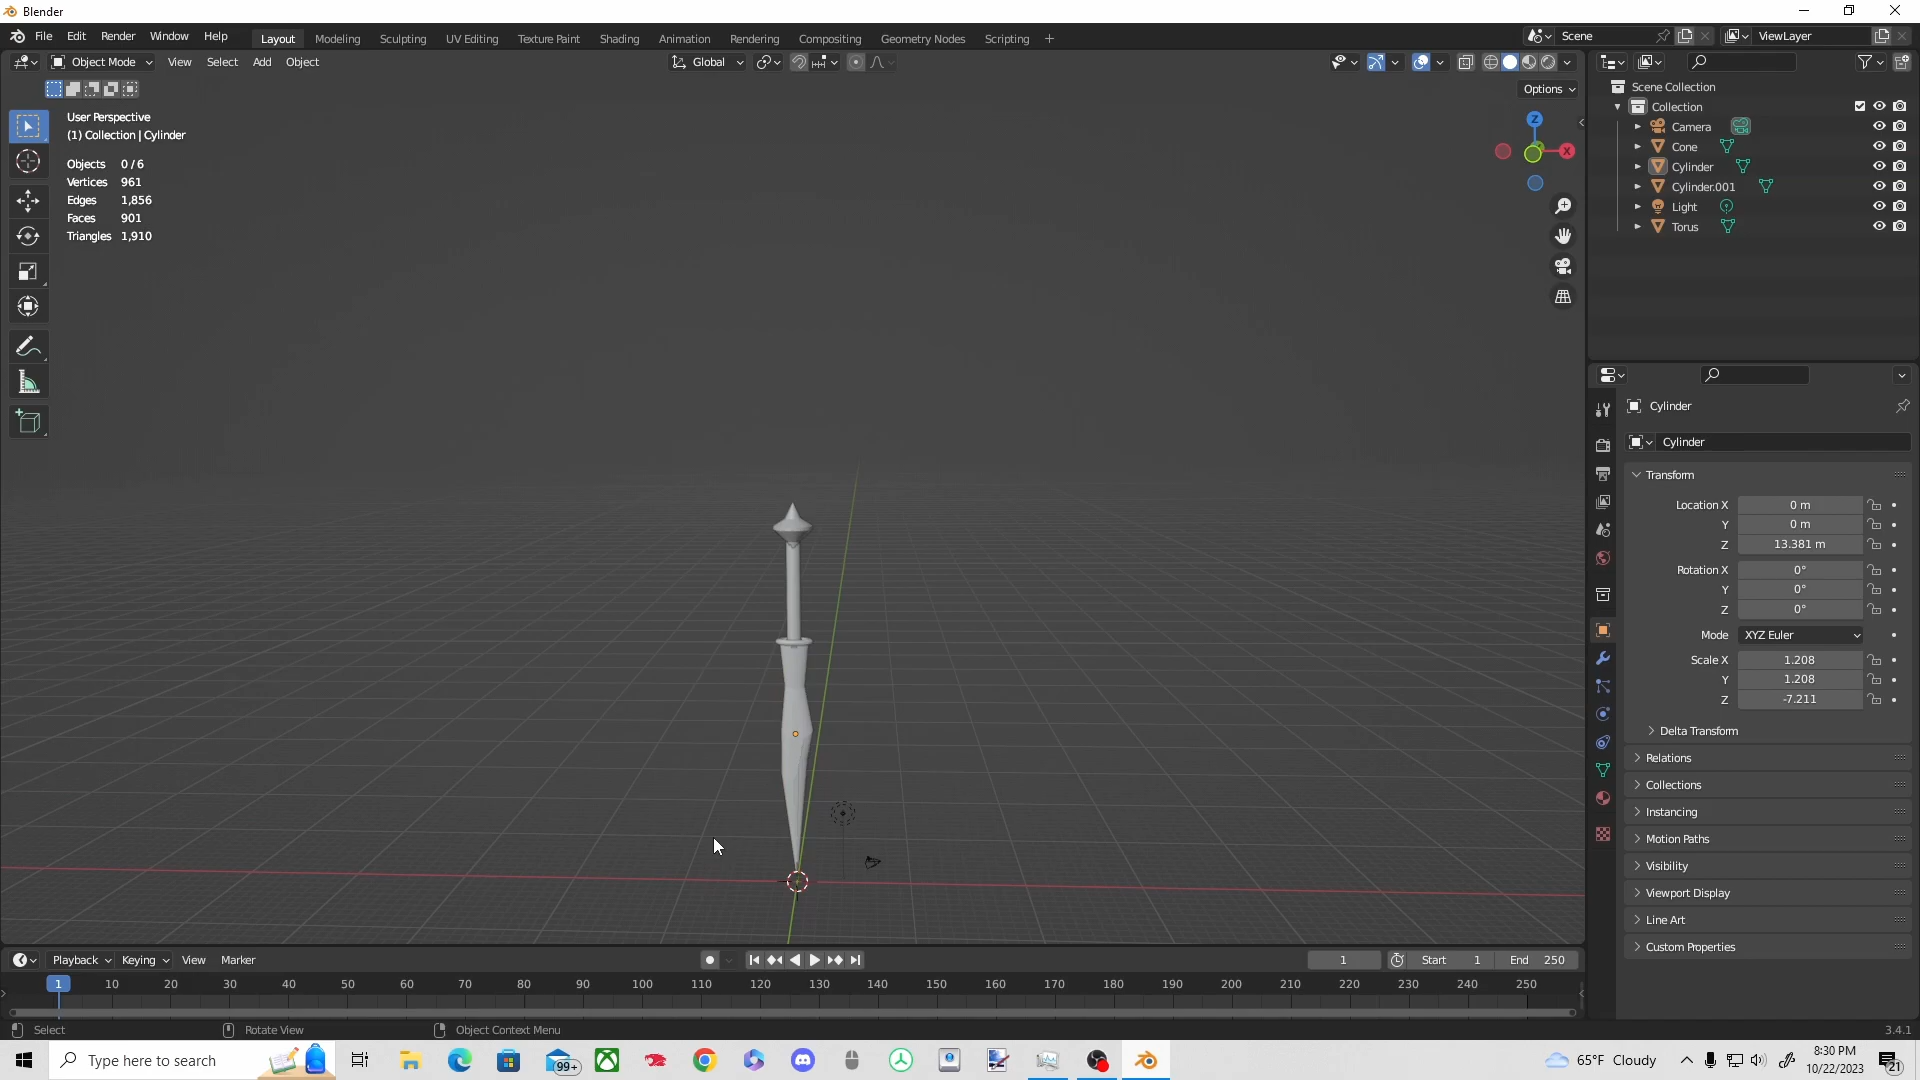 Blender
File Edit Render Window Help
Layout Modeling Sculpting UV Editing Texture Paint Shading Animation Rendering Compositing Geometry Nodes Scripting +
Scene
ViewLayer
Object Mode View Select Add Object
Global
Options
User Perspective
(1) Collection | Cylinder
Objects 0/6
Vertices 961
Edges 1,856
Faces 901
Triangles 1,910
Z
X
Scene Collection
Collection
Camera
Cone
Cylinder
Cylinder.001
Light
Torus
Cylinder
Cylinder
Transform
Location X 0 m
Y 0 m
Z 13.381 m
Rotation X 0°
Y 0°
Z 0°
Mode XYZ Euler
Scale X 1.208
Y 1.208
Z -7.211
Delta Transform
Relations
Collections
Instancing
Motion Paths
Visibility
Viewport Display
Line Art
Custom Properties
Playback Keying View Marker
1 Start 1 End 250
1 10 20 30 40 50 60 70 80 90 100 110 120 130 140 150 160 170 180 190 200 210 220 230 240 250
Select Rotate View Object Context Menu 3.4.1
Type here to search
99+
65°F Cloudy
8:30 PM
10/22/2023
21